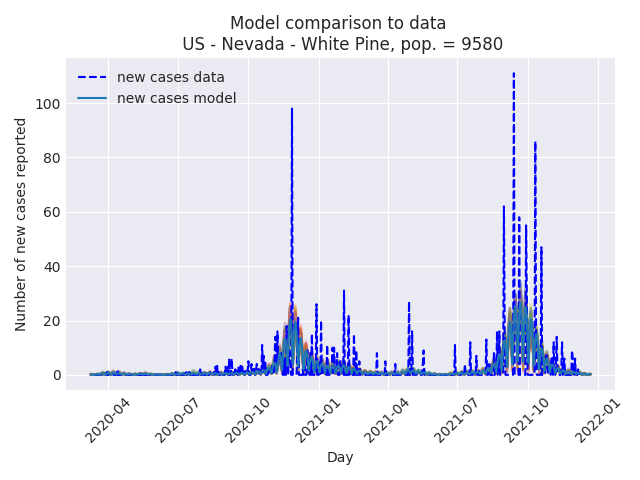 Model comparison to data
US - Nevada - White Pine, pop. = 9580
new cases data
new cases model
Number of new cases reported
100
80
60
40
20
0
2020-04
2020-07
2020-10
2021-01
2021-04
2021-07
2021-10
2022-01
Day